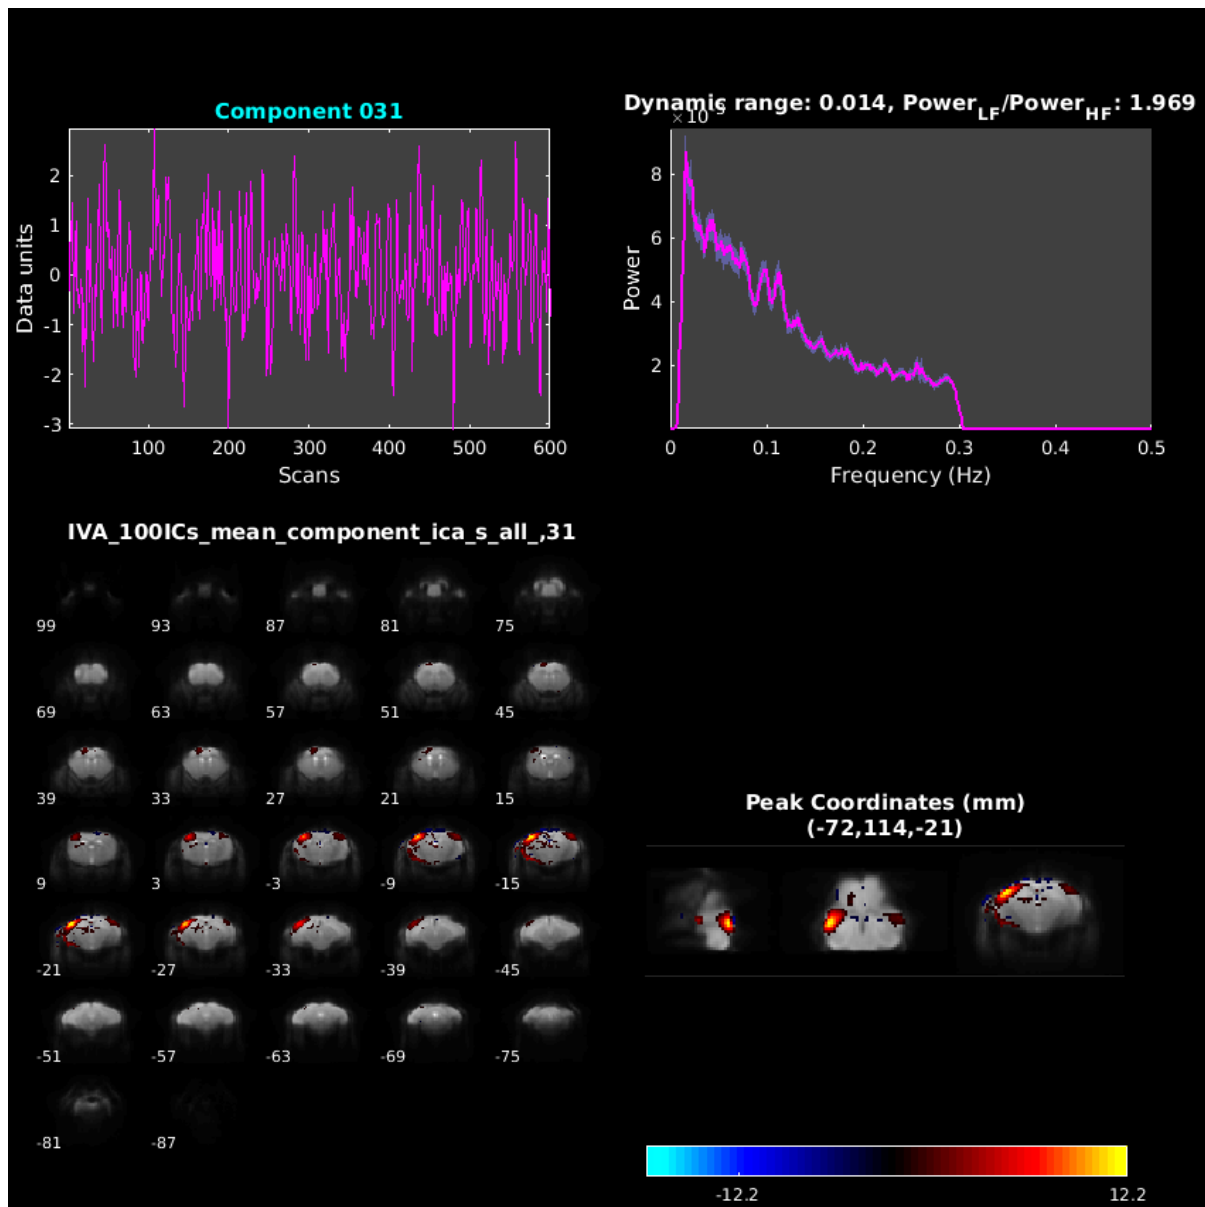 Component 031
Data units
2
1
0
-1
-2
-3
100 200 300 400 500 600
Scans
Dynamic range: 0.014, Power_LF/Power_HF: 1.969
Power
8
6
4
2
0 0.1 0.2 0.3 0.4 0.5
Frequency (Hz)
IVA_100ICs_mean_component_ica_s_all_,31
99 93 87 81 75
69 63 57 51 45
39 33 27 21 15
9 3 -3 -9 -15
-21 -27 -33 -39 -45
-51 -57 -63 -69 -75
-81 -87
Peak Coordinates (mm)
(-72,114,-21)
-12.2 12.2